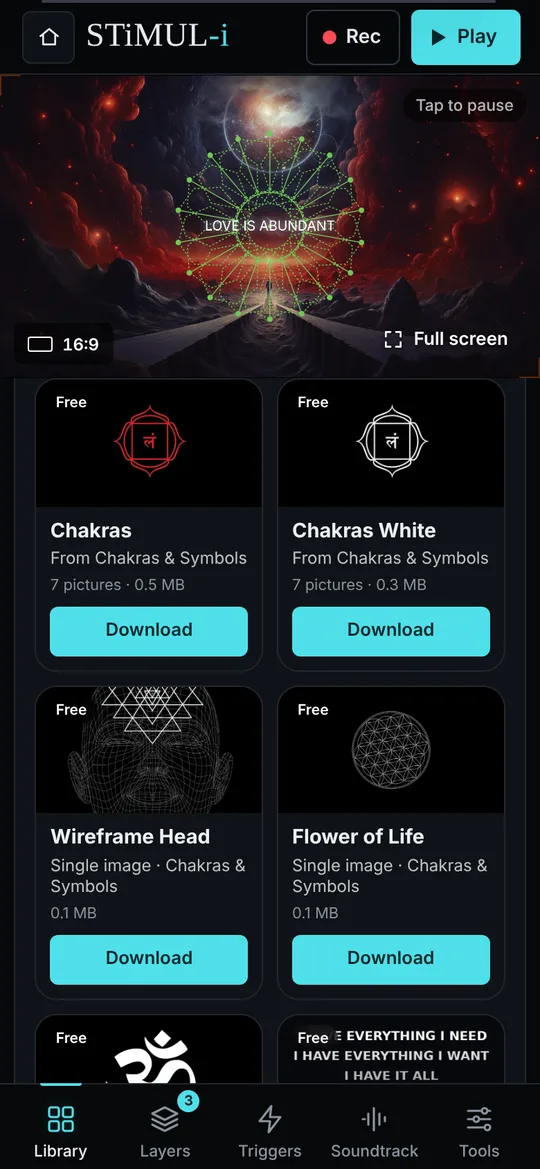 STiMUL-i
Rec
Play
Tap to pause
LOVE IS ABUNDANT
16:9
Full screen
Free
लं
Free
लं
Chakras
Chakras White
From Chakras & Symbols
From Chakras & Symbols
7 pictures · 0.5 MB
7 pictures · 0.3 MB
Download
Download
Free
Free
Wireframe Head
Flower of Life
Single image · Chakras &
Symbols
Single image · Chakras &
Symbols
0.1 MB
0.1 MB
Download
Download
Free
ॐ
Free
EVERYTHING I NEED
I HAVE EVERYTHING I WANT
I HAVE IT ALL
3
Library
Layers
Triggers
Soundtrack
Tools